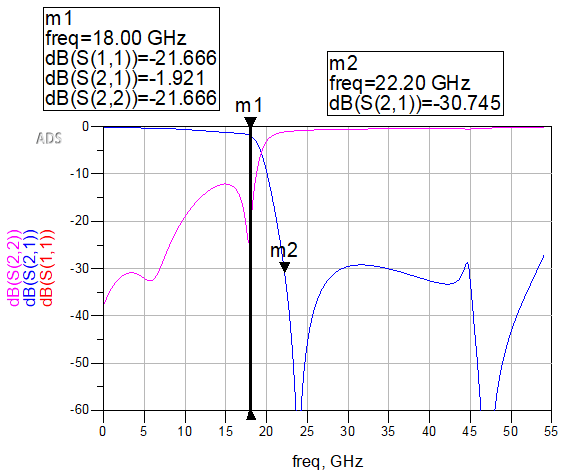 m1
freq=18.00 GHz
dB(S(1,1))=-21.666
dB(S(2,1))=-1.921
dB(S(2,2))=-21.666
m2
freq=22.20 GHz
dB(S(2,1))=-30.745
m1
ADS
m2
0
-10
-20
-30
-40
-50
-60
dB(S(2,2))
dB(S(2,1))
dB(S(1,1))
0 5 10 15 20 25 30 35 40 45 50 55
freq, GHz